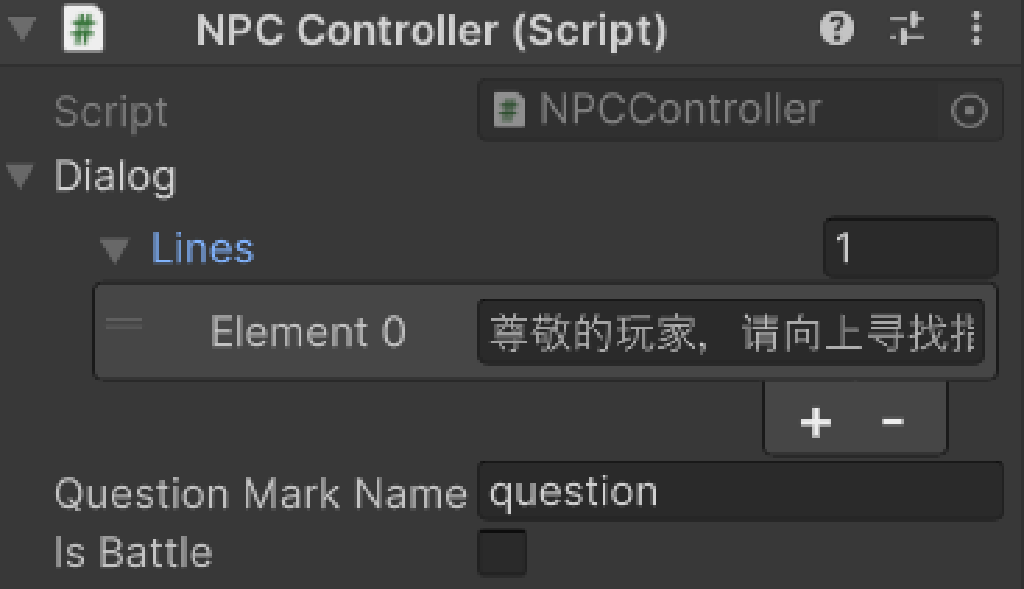 NPC Controller (Script)
Script NPCController
Dialog
Lines 1
Element 0 尊敬的玩家，请向上寻找
+ -
Question Mark Name question
Is Battle